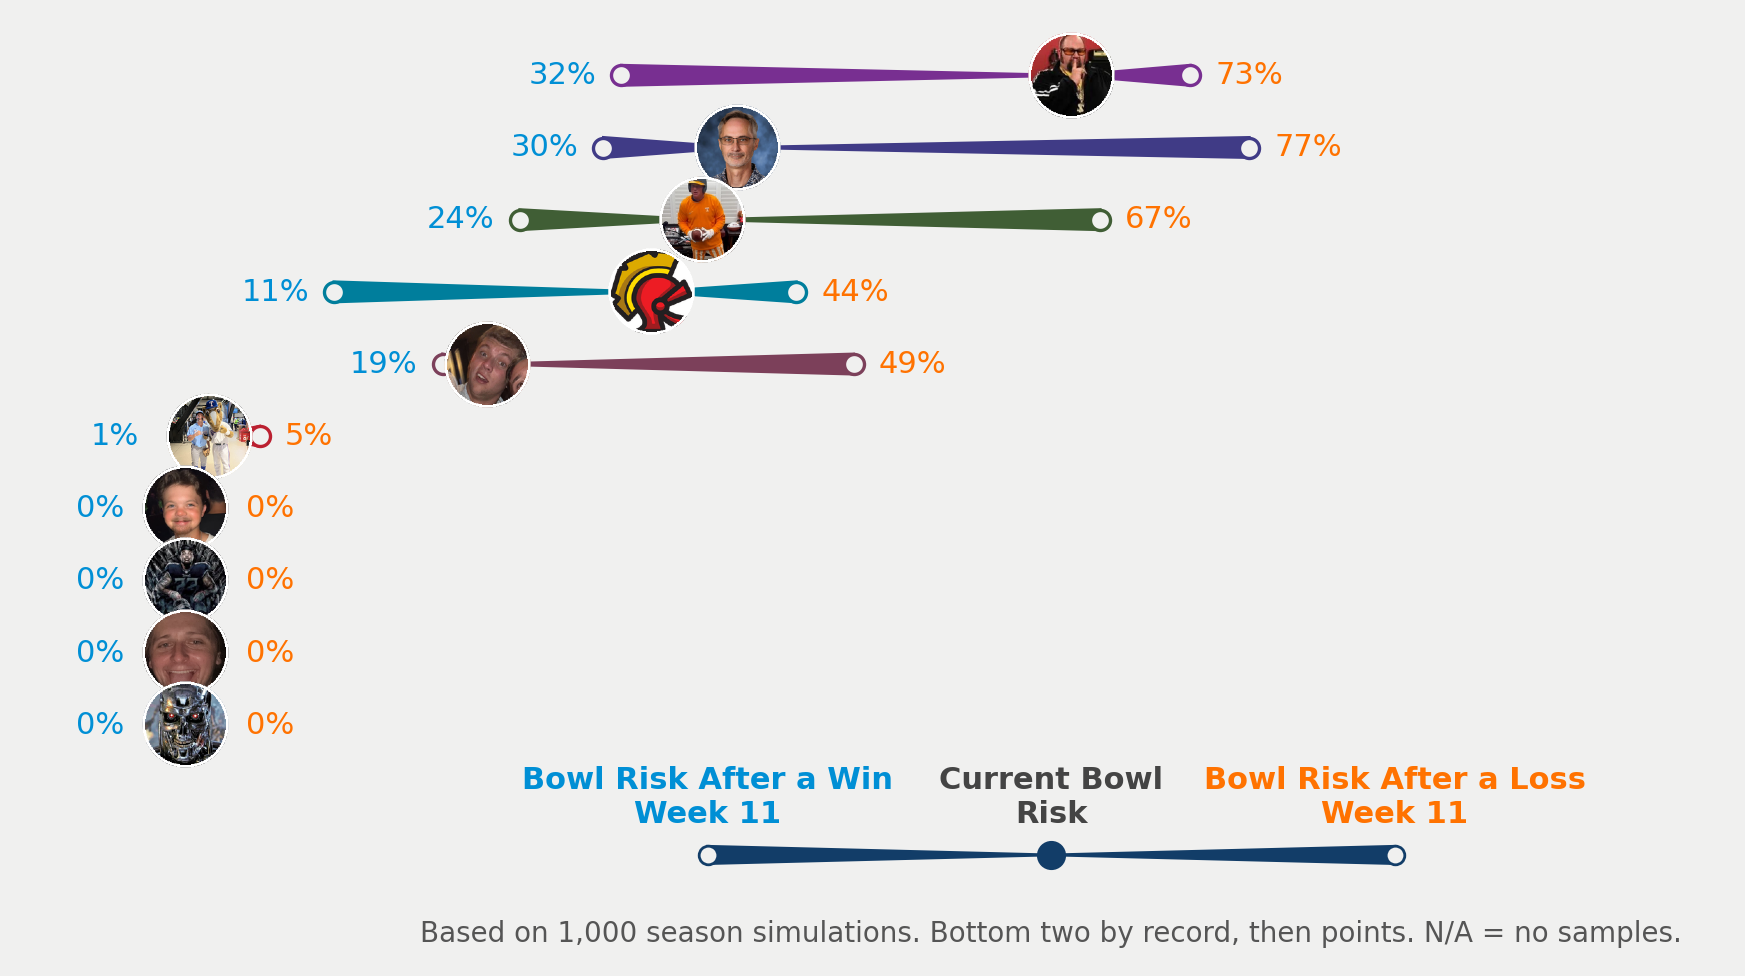 32% 73%
30% 77%
24% 67%
11% 44%
19% 49%
1% 5%
0% 0%
0% 0%
0% 0%
0% 0%
Bowl Risk After a Win
Week 11
Current Bowl
Risk
Bowl Risk After a Loss
Week 11
Based on 1,000 season simulations. Bottom two by record, then points. N/A = no samples.